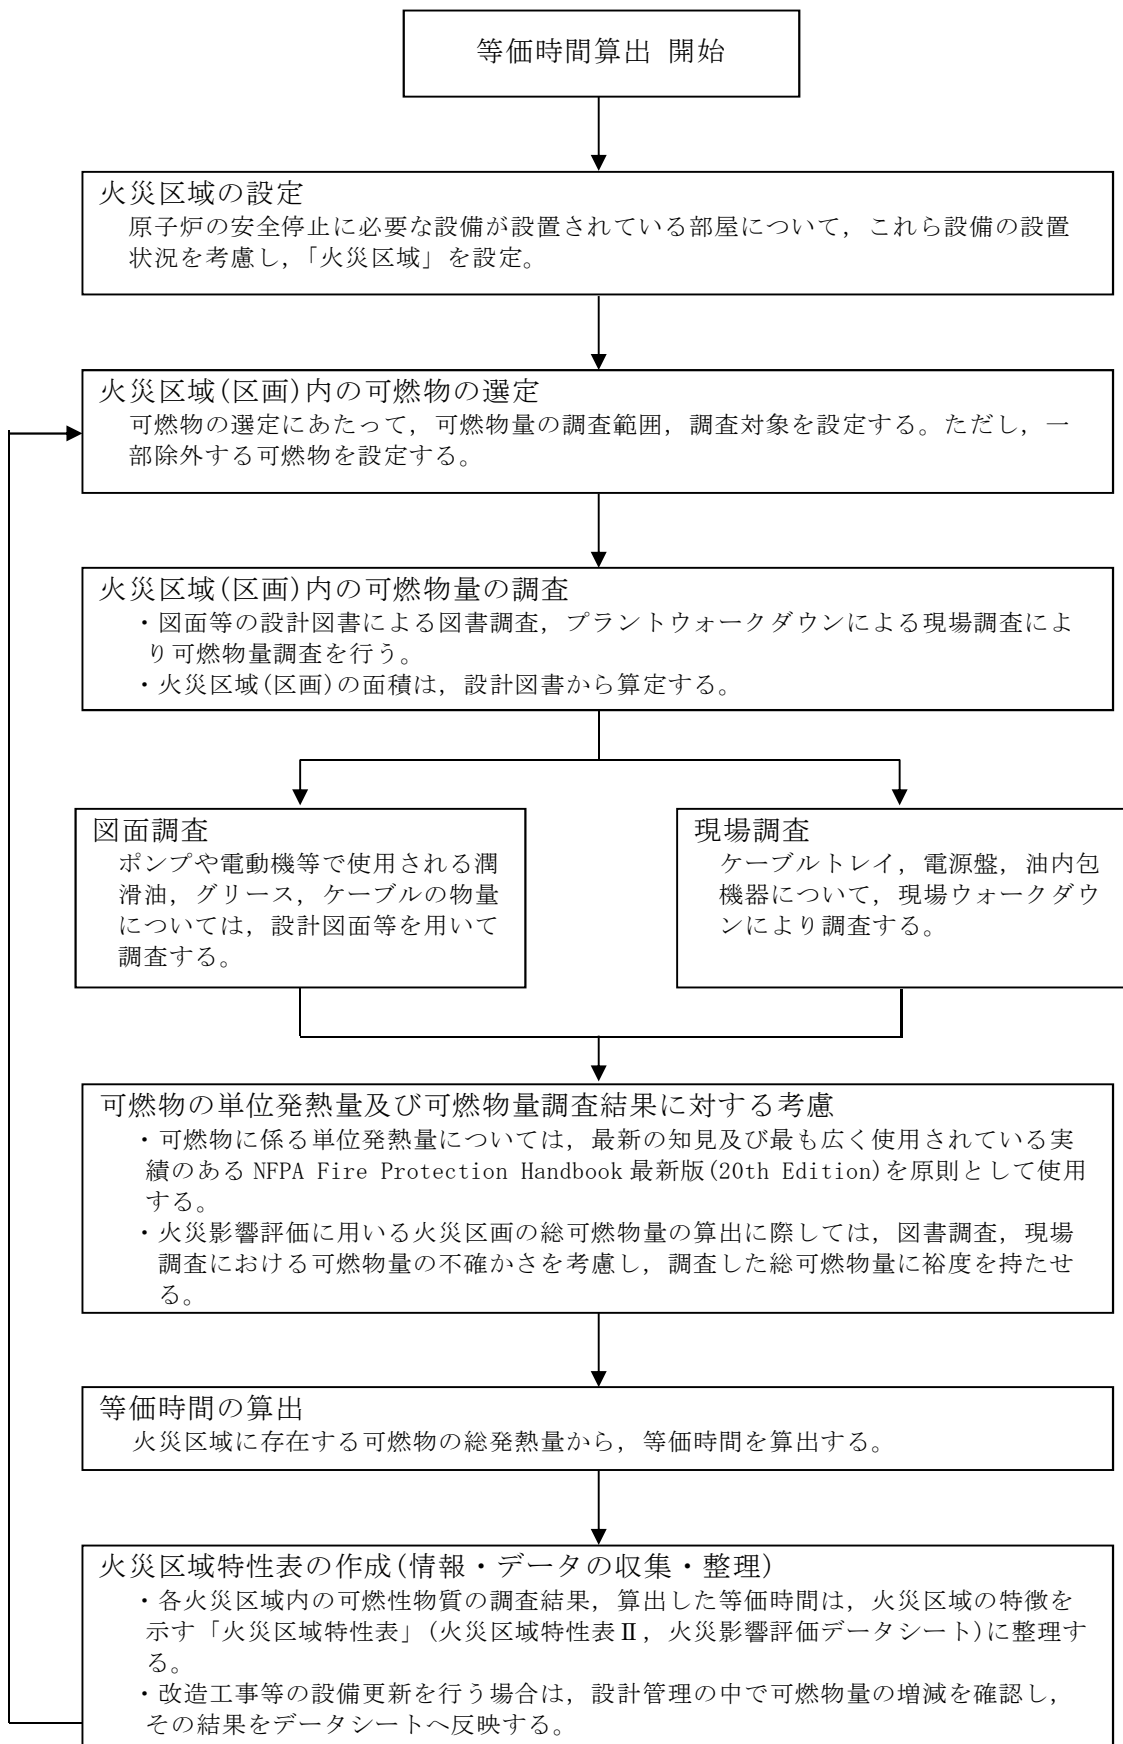 等価時間算出 開始
火災区域の設定
原子炉の安全停止に必要な設備が設置されている部屋について，これら設備の設置
状況を考慮し，「火災区域」を設定。
火災区域(区画)内の可燃物の選定
可燃物の選定にあたって，可燃物量の調査範囲，調査対象を設定する。ただし，一
部除外する可燃物を設定する。
火災区域(区画)内の可燃物量の調査
・図面等の設計図書による図書調査，プラントウォークダウンによる現場調査によ
り可燃物量調査を行う。
・火災区域(区画)の面積は，設計図書から算定する。
図面調査
ポンプや電動機等で使用される潤
滑油，グリース，ケーブルの物量
については，設計図面等を用いて
調査する。
現場調査
ケーブルトレイ，電源盤，油内包
機器について，現場ウォークダウ
ンにより調査する。
可燃物の単位発熱量及び可燃物量調査結果に対する考慮
・可燃物に係る単位発熱量については，最新の知見及び最も広く使用されている実
績のある NFPA Fire Protection Handbook 最新版(20th Edition)を原則として使用
する。
・火災影響評価に用いる火災区画の総可燃物量の算出に際しては，図書調査，現場
調査における可燃物量の不確かさを考慮し，調査した総可燃物量に裕度を持たせ
る。
等価時間の算出
火災区域に存在する可燃物の総発熱量から，等価時間を算出する。
火災区域特性表の作成(情報・データの収集・整理)
・各火災区域内の可燃性物質の調査結果，算出した等価時間は，火災区域の特徴を
示す「火災区域特性表」(火災区域特性表Ⅱ，火災影響評価データシート)に整理す
る。
・改造工事等の設備更新を行う場合は，設計管理の中で可燃物量の増減を確認し，
その結果をデータシートへ反映する。